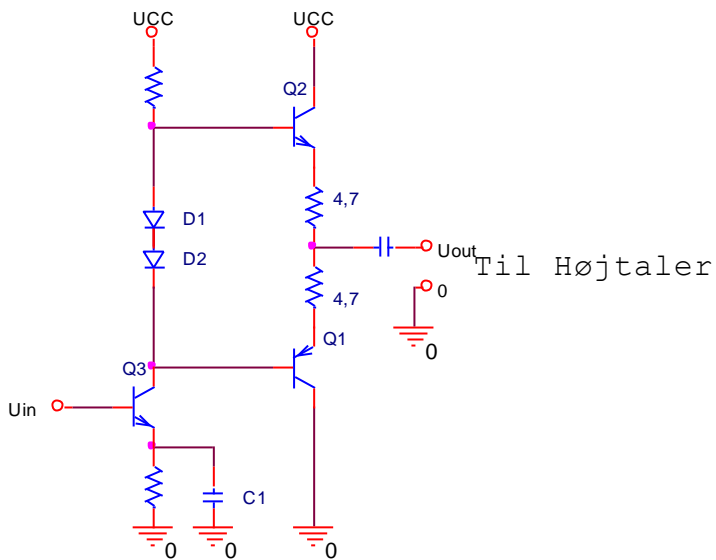 UCC
UCC
Q2
4,7
D1
D2
Uout
Til Højtaler
4,7
0
Q1
0
Q3
Uin
C1
0
0
0